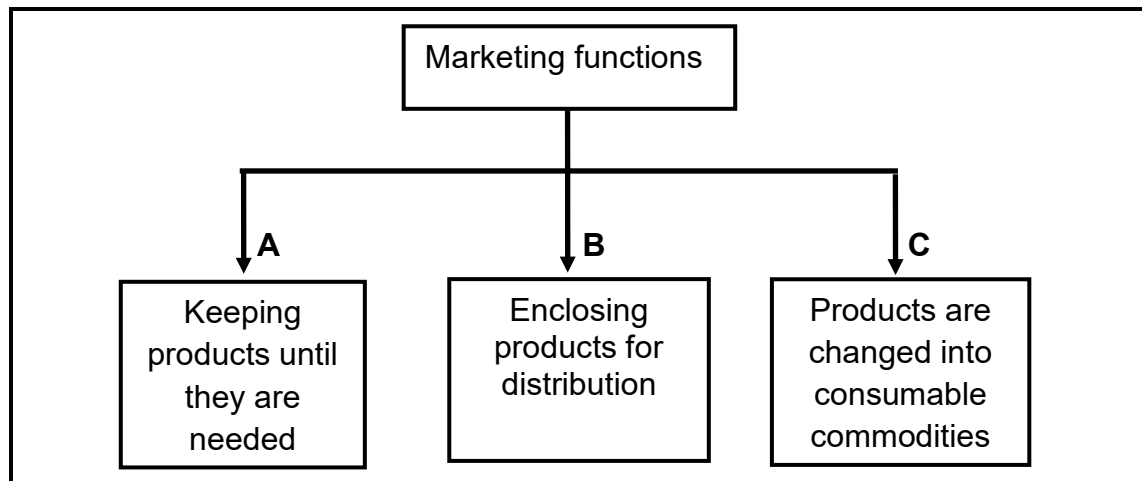 Marketing functions
A
B
C
Keeping
products until
they are
needed
Enclosing
products for
distribution
Products are
changed into
consumable
commodities